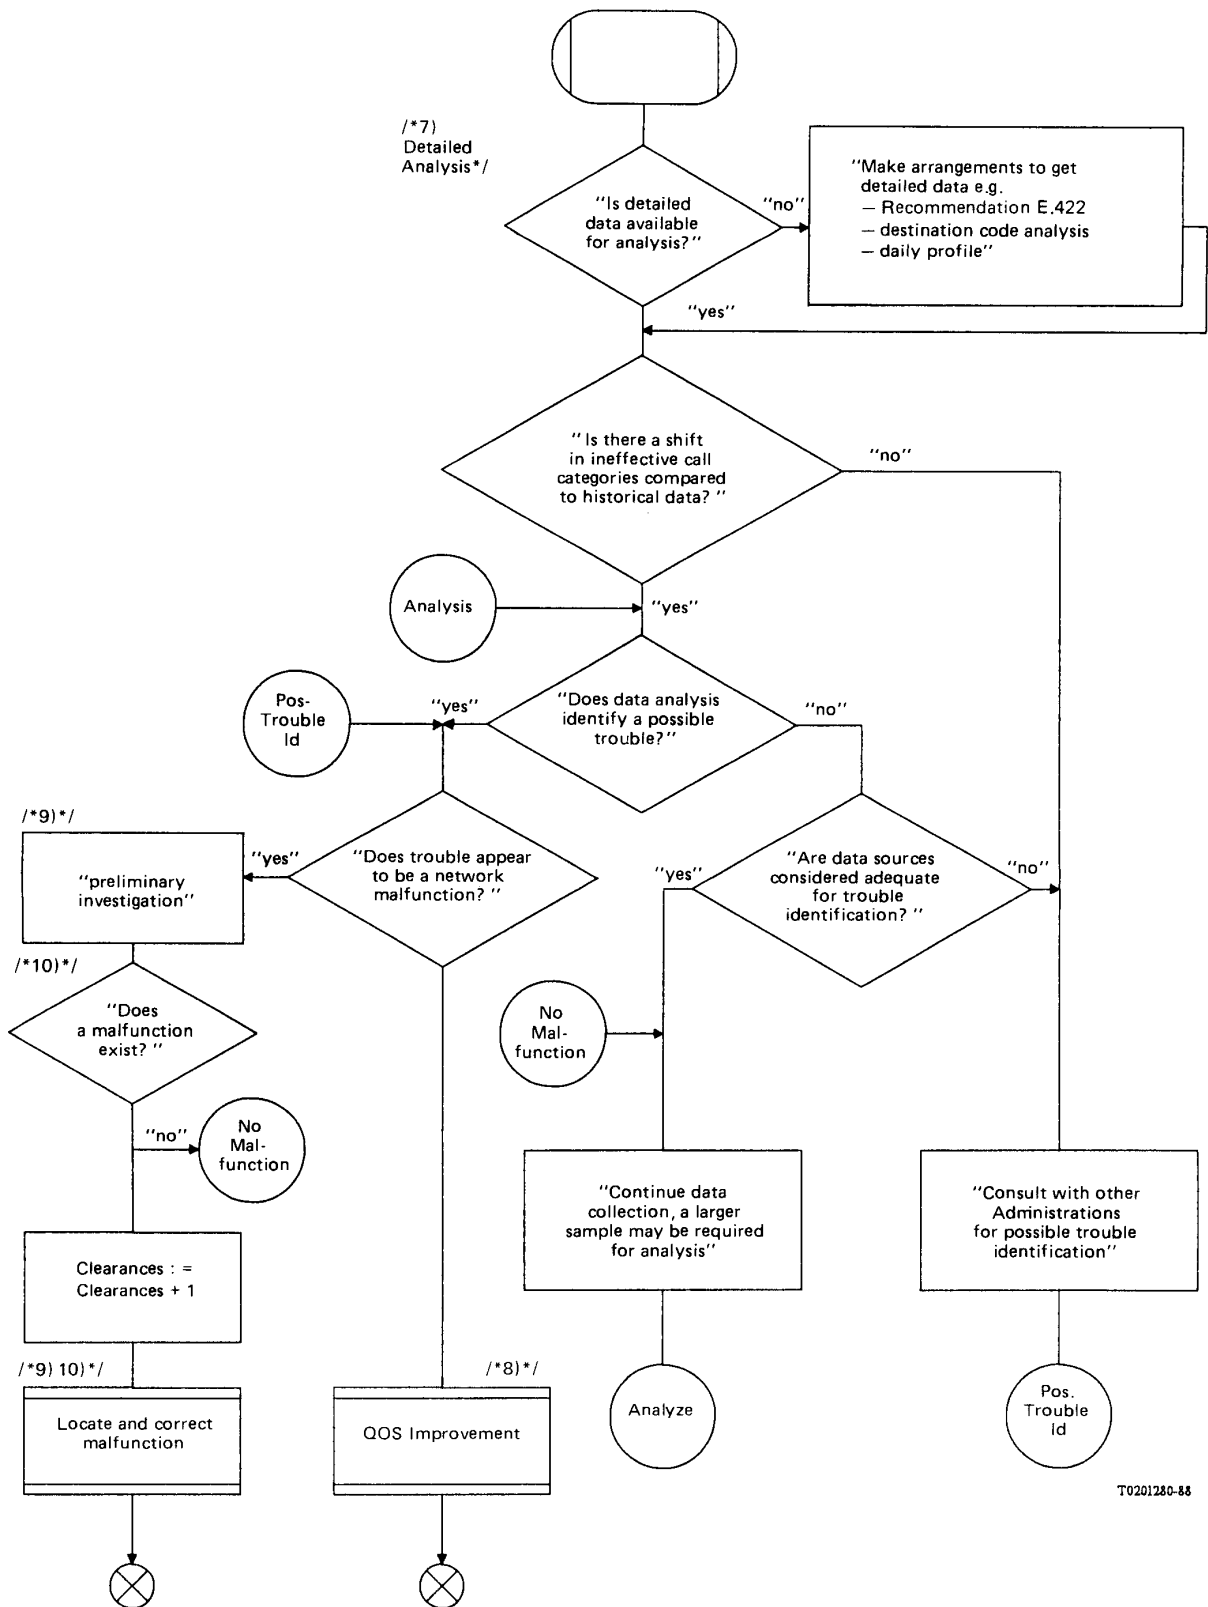 /*7)
Detailed
Analysis*/
"Is detailed
data available
for analysis?"
"no"
"Make arrangements to get
detailed data e.g.
— Recommendation E.422
— destination code analysis
— daily profile"
"yes"
"Is there a shift
in ineffective call
categories compared
to historical data? "
"no"
Analysis
"yes"
Pos-
Trouble
Id
"yes"
"Does data analysis
identify a possible
trouble?"
"no"
/*9)*/
"preliminary
investigation"
"yes"
"Does trouble appear
to be a network
malfunction? "
"yes"
"Are data sources
considered adequate
for trouble
identification? "
"no"
/*10)*/
"Does
a malfunction
exist? "
No
Mal-
function
"no"
No
Mal-
function
"Continue data
collection, a larger
sample may be required
for analysis"
"Consult with other
Administrations
for possible trouble
identification"
Clearances : =
Clearances + 1
/*9) 10)*/
Locate and correct
malfunction
/*8)*/
QOS Improvement
Analyze
Pos.
Trouble
Id
T0201280-88